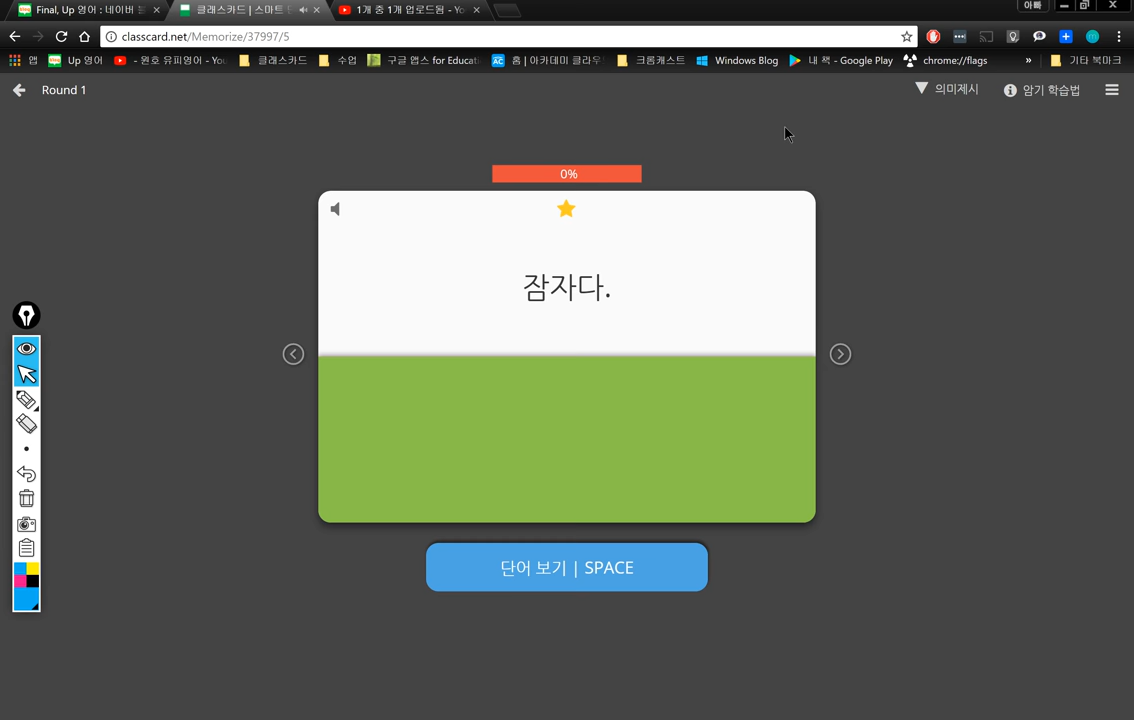 Final, Up 영어 : 네이버 블
클래스카드 | 스마트 단
1개 중 1개 업로드됨 - Yo
아빠
classcard.net/Memorize/37997/5
앱
Up 영어
- 원호 유피영어 - You
클래스카드
수업
구글 앱스 for Educati
홈 | 아카데미 클라우드
크롬캐스트
Windows Blog
내 책 - Google Play
chrome://flags
»
기타 북마크
Round 1
의미제시
암기 학습법
0%
잠자다.
단어 보기 | SPACE